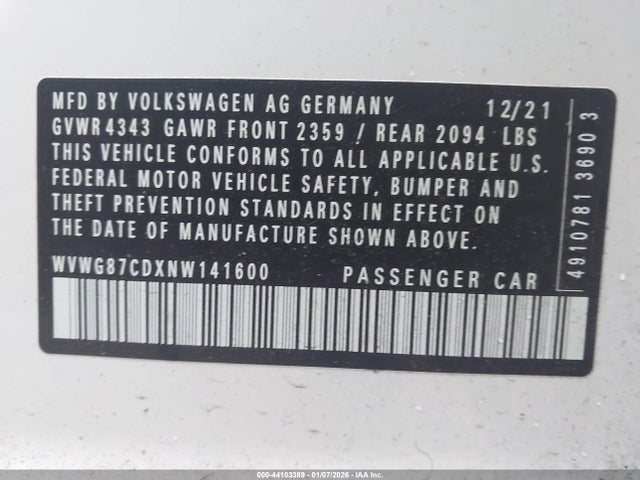 MFD BY VOLKSWAGEN AG GERMANY 12/21
GVWR 4343 GAWR FRONT 2359 / REAR 2094 LBS
THIS VEHICLE CONFORMS TO ALL APPLICABLE U.S.
FEDERAL MOTOR VEHICLE SAFETY, BUMPER AND
THEFT PREVENTION STANDARDS IN EFFECT ON
THE DATE OF MANUFACTURE SHOWN ABOVE.
WVWG87CDXNW141600 PASSENGER CAR
4910781 3690 3
000-44103389 - 01/07/2026 - IAA Inc.